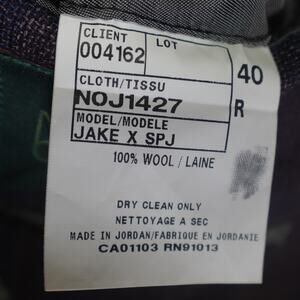 CLIENT LOT
004162
40
CLOTH/TISSU
NOJ1427 R
MODEL/MODELE
JAKE X SPJ
100% WOOL / LAINE
DRY CLEAN ONLY
NETTOYAGE A SEC
MADE IN JORDAN/FABRIQUE EN JORDANIE
CA01103 RN91013